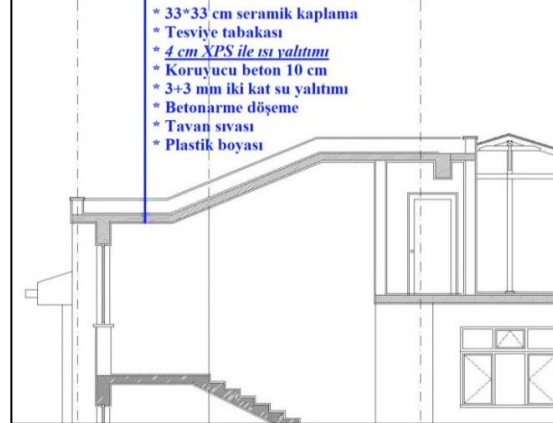 * 33*33 cm seramik kaplama
* Tesviye tabakası
* 4 cm XPS ile ısı yalıtımı
* Koruyucu beton 10 cm
* 3+3 mm iki kat su yalıtımı
* Betonarme döşeme
* Tavan sıvası
* Plastik boyası